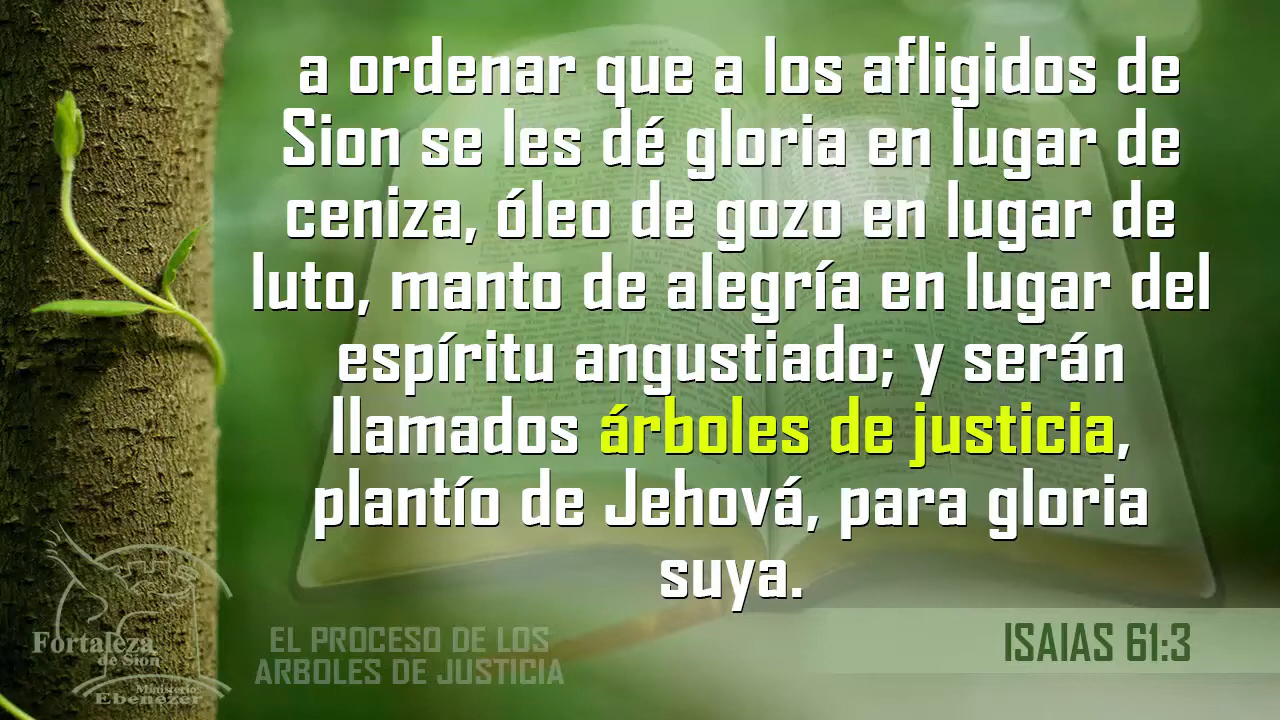 a ordenar que a los afligidos de
Sion se les dé gloria en lugar de
ceniza, óleo de gozo en lugar de
luto, manto de alegría en lugar del
espíritu angustiado; y serán
llamados árboles de justicia,
plantío de Jehová, para gloria
suya.
ISAIAS 61:3
EL PROCESO DE LOS
ARBOLES DE JUSTICIA
Fortaleza
de Sion
Ministerios
Ebenezer